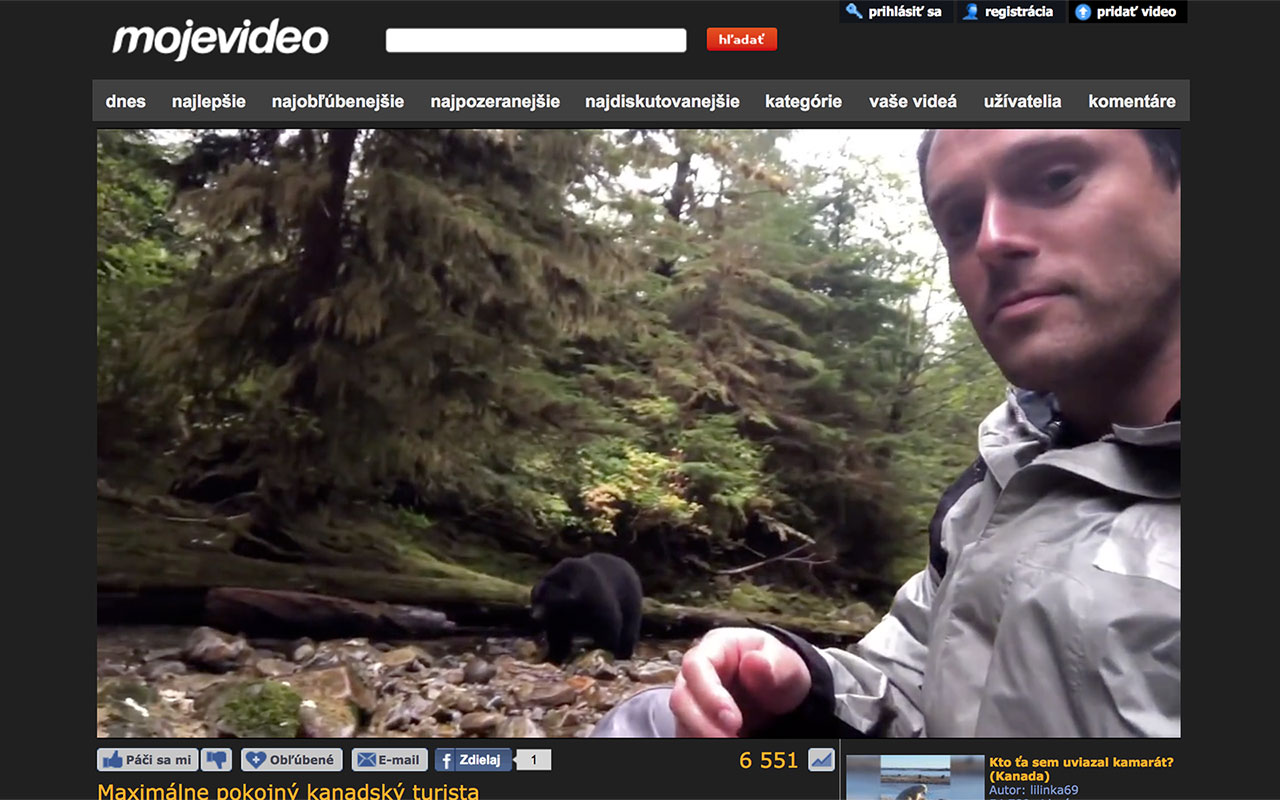 prihlásiť sa registrácia pridať video
mojevideo
hľadať
dnes najlepšie najobľúbenejšie najpozeranejšie najdiskutovanejšie kategórie vaše videá užívatelia komentáre
Páči sa mi Obľúbené E-mail f Zdielaj 1 6 551
Maximálne pokojný kanadský turista
Kto ťa sem uviazal kamarát?
(Kanada)
Autor: lilinka69